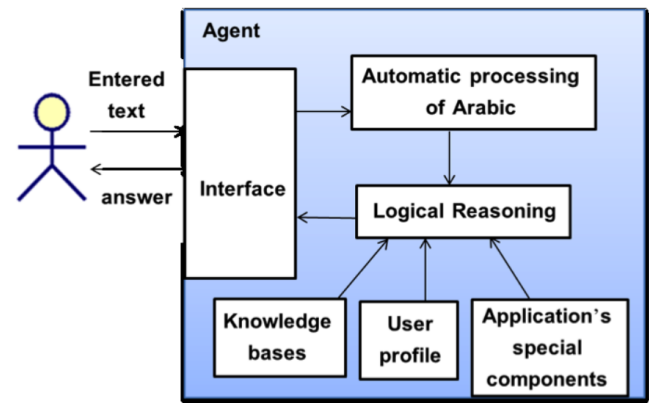 Agent
Entered
text
answer
Interface
Automatic processing
of Arabic
Logical Reasoning
Knowledge
bases
User
profile
Application’s
special
components